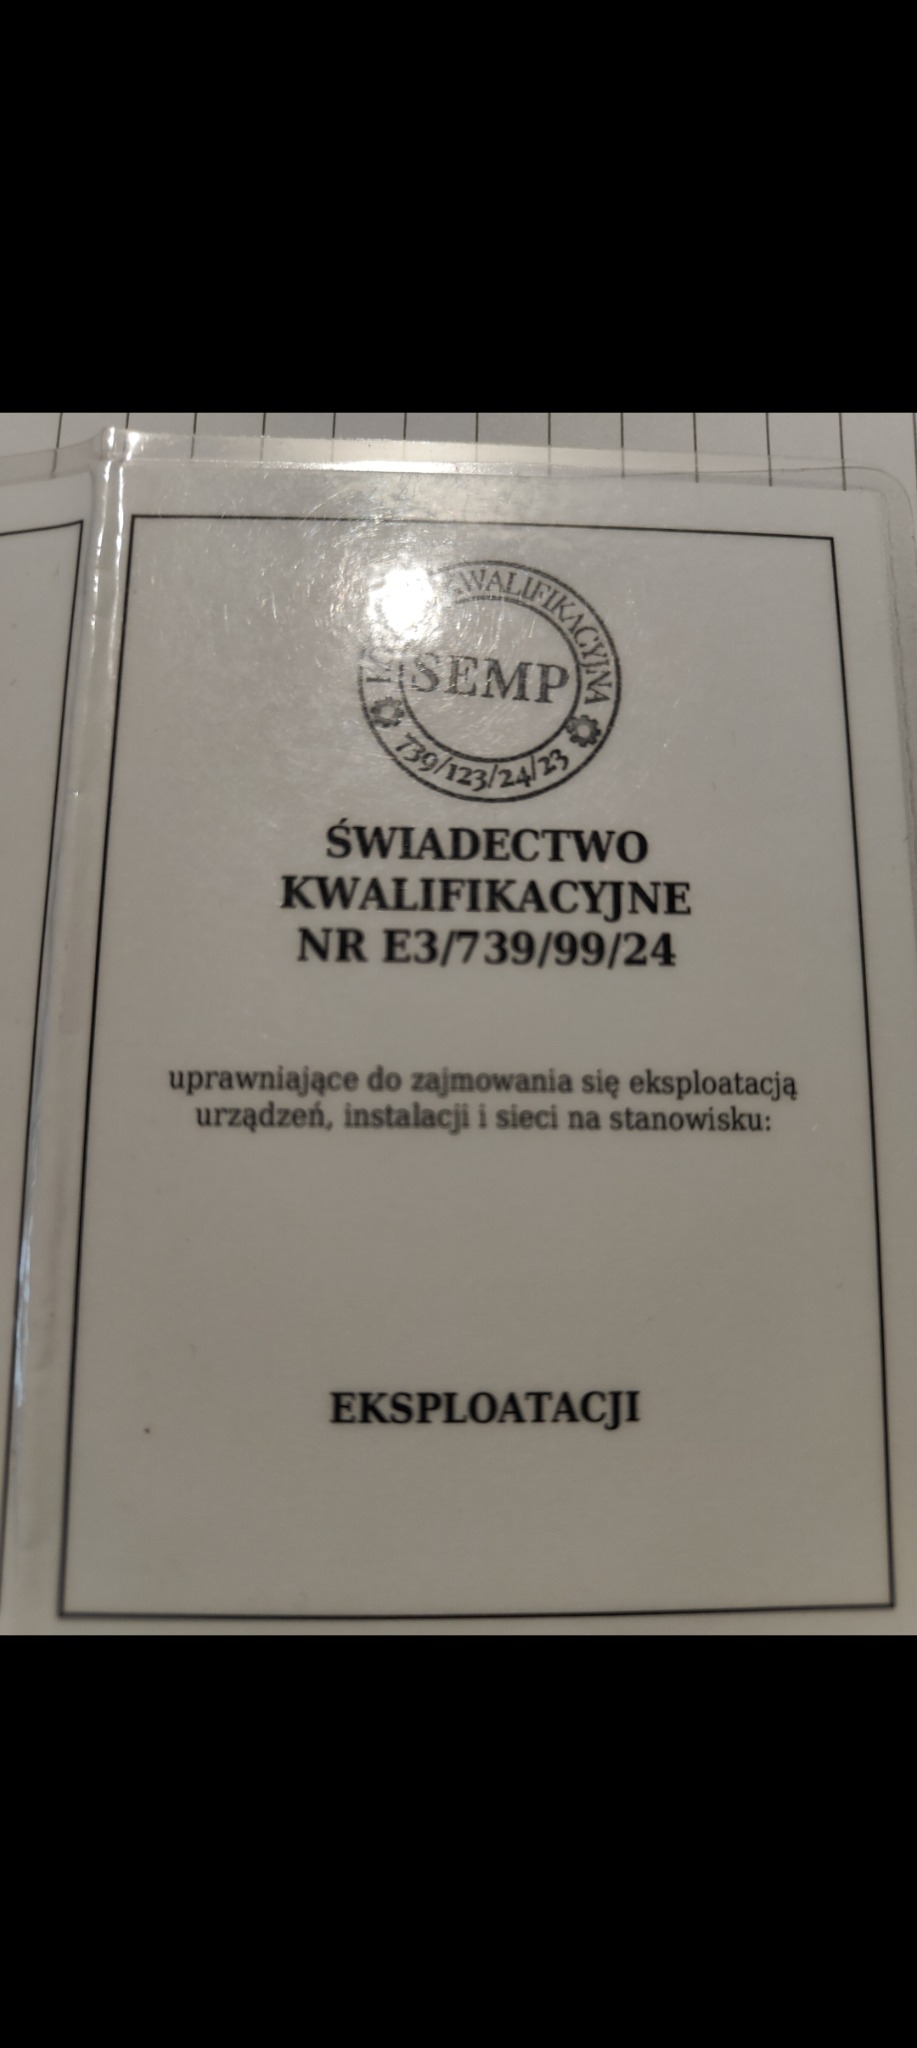 KWALIFIKACYJNA
SEMP
739/123/24/23
ŚWIADECTWO
KWALIFIKACYJNE
NR E3/739/99/24
uprawniające do zajmowania się eksploatacją
urządzeń, instalacji i sieci na stanowisku:
EKSPLOATACJI